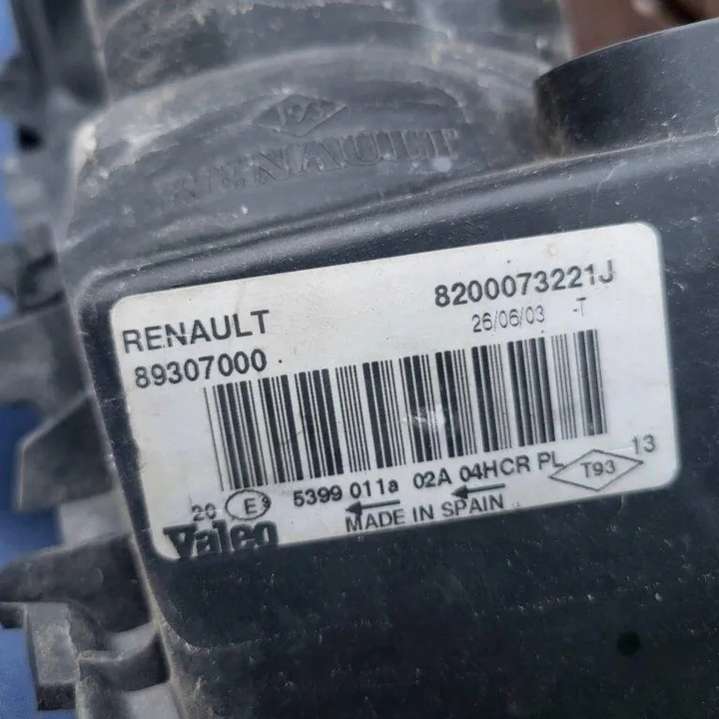 RENAULT
RENAULT 8200073221J
89307000 26/06/03 -T
20 E9 5399 011a 02A 04HCR PL T93 13
MADE IN SPAIN
Valeo